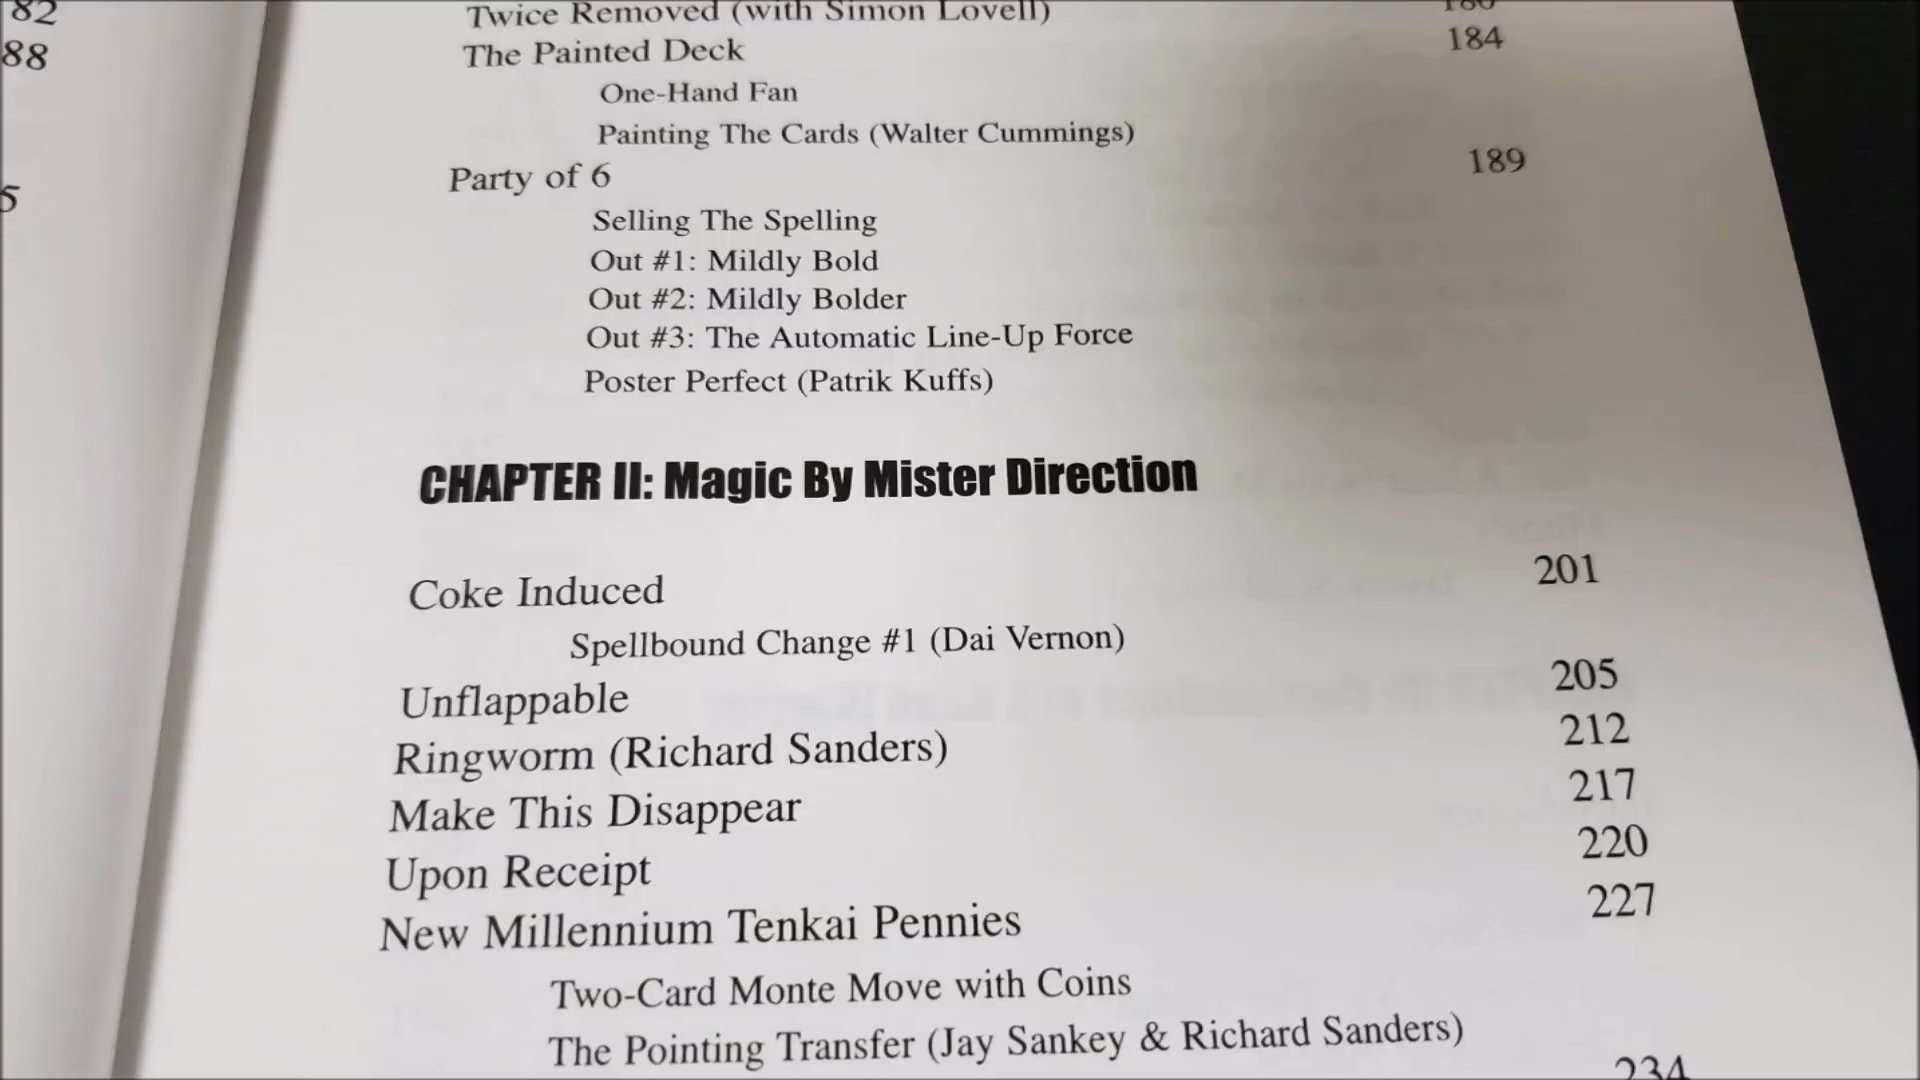 82
88
5
Twice Removed (with Simon Lovell) 180
The Painted Deck 184
One-Hand Fan
Painting The Cards (Walter Cummings)
Party of 6 189
Selling The Spelling
Out #1: Mildly Bold
Out #2: Mildly Bolder
Out #3: The Automatic Line-Up Force
Poster Perfect (Patrik Kuffs)
CHAPTER II: Magic By Mister Direction
Coke Induced 201
Spellbound Change #1 (Dai Vernon)
Unflappable 205
Ringworm (Richard Sanders) 212
Make This Disappear 217
Upon Receipt 220
New Millennium Tenkai Pennies 227
Two-Card Monte Move with Coins
The Pointing Transfer (Jay Sankey & Richard Sanders)
234